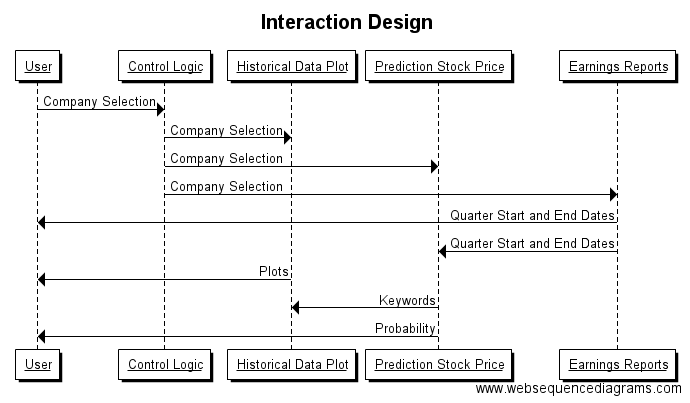 Interaction Design
User Control Logic Historical Data Plot Prediction Stock Price Earnings Reports
Company Selection
Company Selection
Company Selection
Company Selection
Quarter Start and End Dates
Quarter Start and End Dates
Plots
Keywords
Probability
User Control Logic Historical Data Plot Prediction Stock Price Earnings Reports
www.websequencediagrams.com